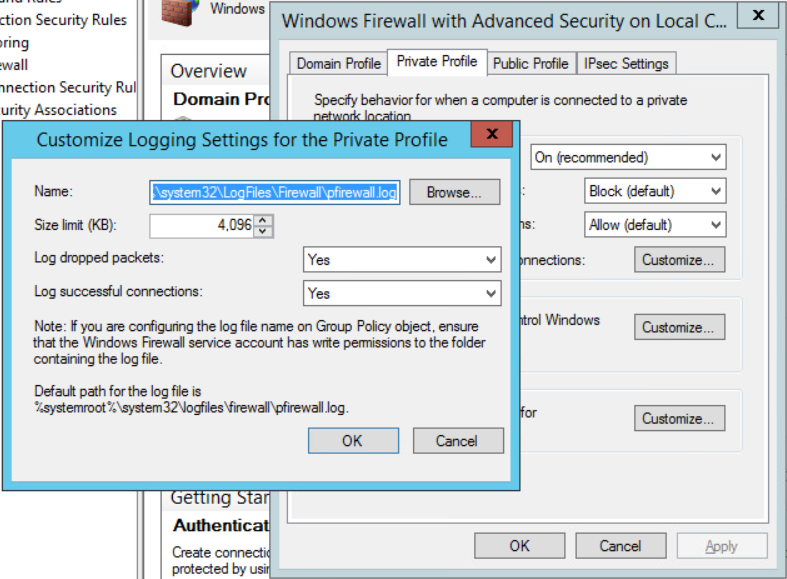 ction Security Rules
oring
ewall
nnection Security Rul
urity Associations
Windows
Overview
Domain Pro
Getting Star
Authenticat
Create connectio
protected by usin
Windows Firewall with Advanced Security on Local C...
x
Domain Profile
Private Profile
Public Profile
IPsec Settings
Specify behavior for when a computer is connected to a private
network location.
On (recommended)
Block (default)
ns:
Allow (default)
onnections:
Customize...
ntrol Windows
Customize...
for
Customize...
OK
Cancel
Apply
Customize Logging Settings for the Private Profile
x
Name:
\system32\LogFiles\Firewall\pfirewall.log
Browse...
Size limit (KB):
4,096
Log dropped packets:
Yes
Log successful connections:
Yes
Note: If you are configuring the log file name on Group Policy object, ensure
that the Windows Firewall service account has write permissions to the folder
containing the log file.
Default path for the log file is
%systemroot%\system32\logfiles\firewall\pfirewall.log.
OK
Cancel